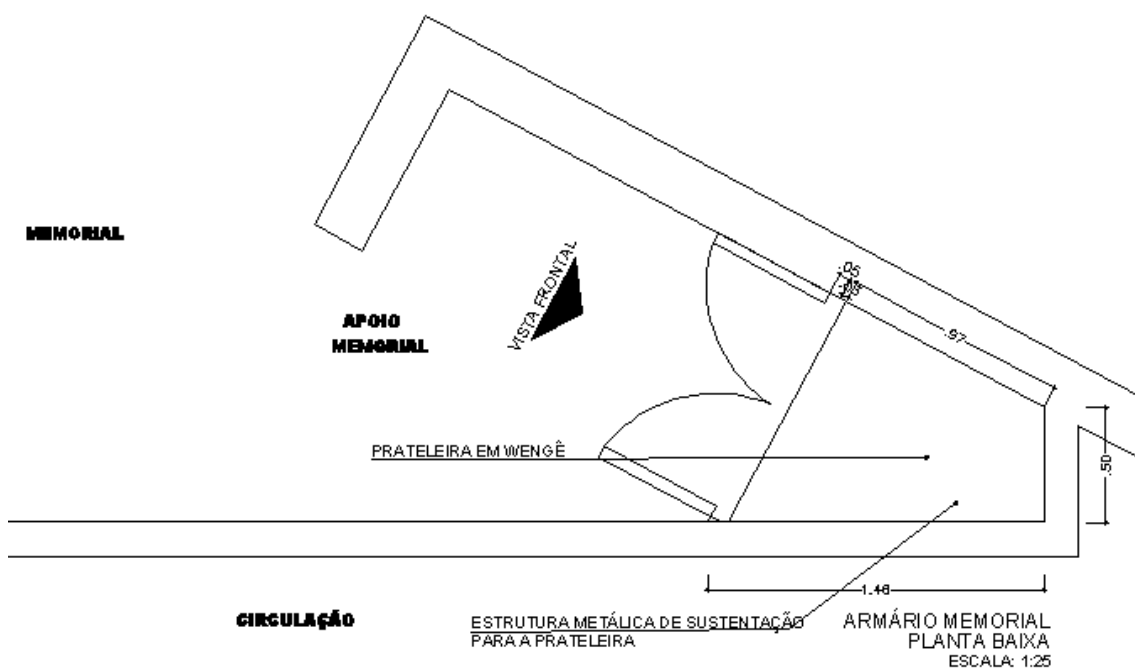 MEMORIAL
VISTA FRONTAL
APOIO
MEMORIAL
.05
.97
PRATELEIRA EM WENGÊ
.50
1.46
CIRCULAÇÃO
ESTRUTURA METÁLICA DE SUSTENTAÇÃO
PARA A PRATELEIRA
ARMÁRIO MEMORIAL
PLANTA BAIXA
ESCALA: 1:25